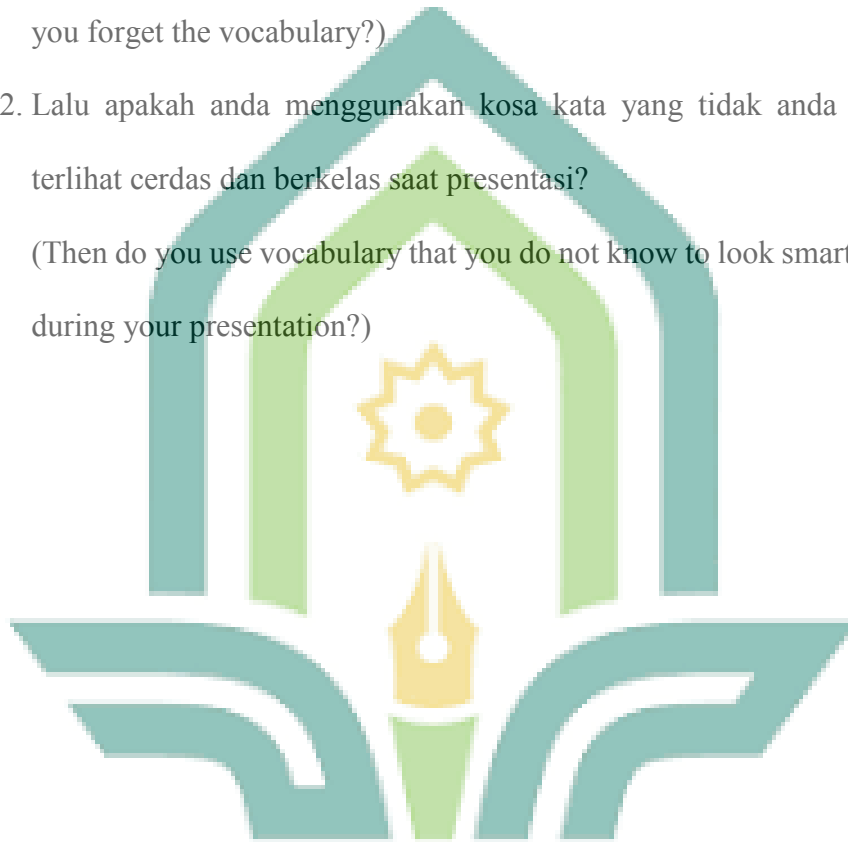 you forget the vocabulary?)
2. Lalu apakah anda menggunakan kosa kata yang tidak anda
terlihat cerdas dan berkelas saat presentasi?
(Then do you use vocabulary that you do not know to look smart
during your presentation?)